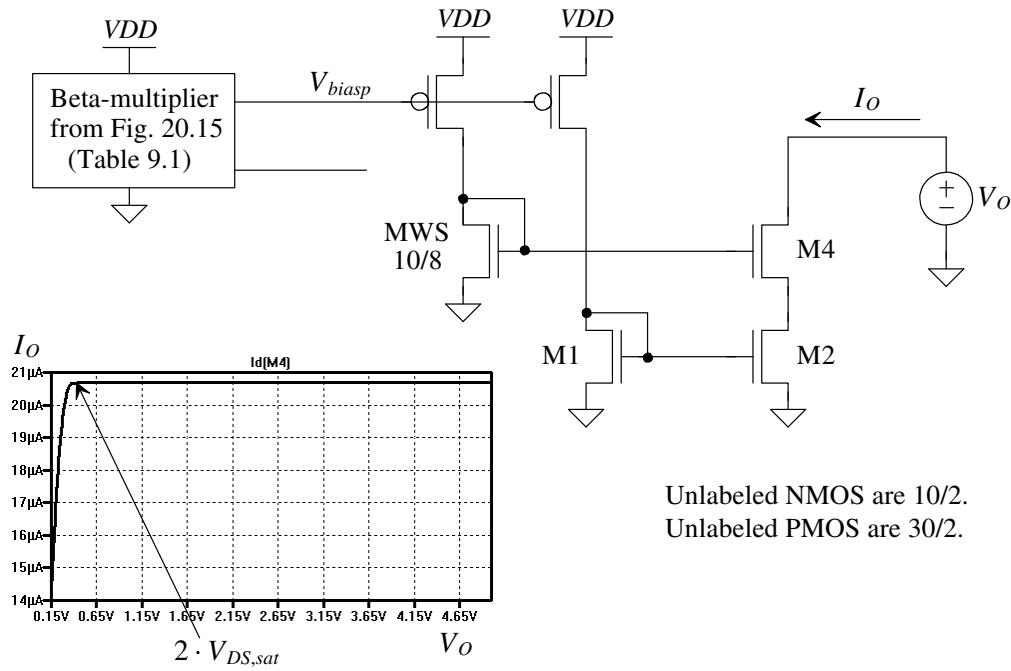 VDD
VDD
VDD
Beta-multiplier
from Fig. 20.15
(Table 9.1)
V_biasp
I_O
+
−
V_O
MWS
10/8
M4
M1
M2
I_O
Id(M4)
21µA
20µA
19µA
18µA
17µA
16µA
15µA
14µA
0.15V 0.65V 1.15V 1.65V 2.15V 2.65V 3.15V 3.65V 4.15V 4.65V
V_O
2 · V_DS,sat
Unlabeled NMOS are 10/2.
Unlabeled PMOS are 30/2.